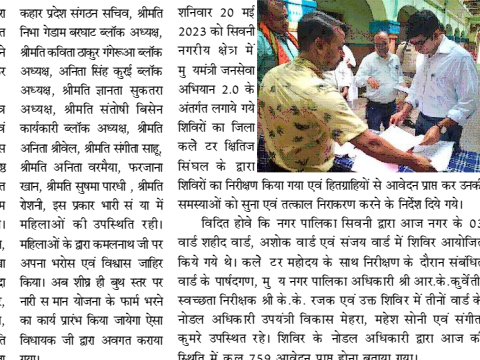 कहार प्रदेश संगठन सचिव, श्रीमति
निभा गेडाम बरघाट ब्लॉक अध्यक्ष,
श्रीमति कविता ठाकुर गंगेरूआ ब्लॉक
अध्यक्ष, अनिता सिंह कुरई ब्लॉक
अध्यक्ष, श्रीमति ज्ञानता सुकतरा
अध्यक्ष, श्रीमति संतोषी बिसेन
कार्यकारी ब्लॉक अध्यक्ष, श्रीमति
अनिता श्रीवेल, श्रीमति संगीता साहू,
श्रीमति अनिता वरमैया, फरजाना
खान, श्रीमति सुषमा पारधी , श्रीमति
रोशनी, इस प्रकार भारी सं या में
महिलाओं की उपस्थिति रही।
महिलाओं के द्वारा कमलनाथ जी पर
अपना भरोस एवं विश्वास जाहिर
किया। अब शीघ्र ही बुथ स्तर पर
नारी स मान योजना के फार्म भरने
का कार्य प्रारंभ किया जायेगा ऐसा
विधायक जी द्वारा अवगत कराया
गया।
शनिवार 20 मई
2023 को सिवनी
नगरीय क्षेत्र में
मु यमंत्री जनसेवा
अभियान 2.0 के
अंतर्गत लगाये गये
शिविरों का जिला
कले टर क्षितिज
सिंघल के द्वारा
शिविरों का निरीक्षण किया गया एवं हितग्राहियों से आवेदन प्राप्त कर उनकी
समस्याओं को सुना एवं तत्काल निराकरण करने के निर्देश दिये गये।
विदित होवे कि नगर पालिका सिवनी द्वारा आज नगर के 03
वार्ड शहीद वार्ड, अशोक वार्ड एवं संजय वार्ड में शिविर आयोजित
किये गये थे। कले टर महोदय के साथ निरीक्षण के दौरान संबंधित
वार्ड के पार्षदगण, मु य नगर पालिका अधिकारी श्री आर.के.कुर्वेती
स्वच्छता निरीक्षक श्री के.के. रजक एवं उक्त शिविर में तीनों वार्ड के
नोडल अधिकारी उपयंत्री विकास मेहरा, महेश सोनी एवं संगीत
कुमरे उपस्थित रहे। शिविर के नोडल अधिकारी द्वारा आज की
स्थिति में कुल 759 आवेदन प्राप्त होना बताया गया।